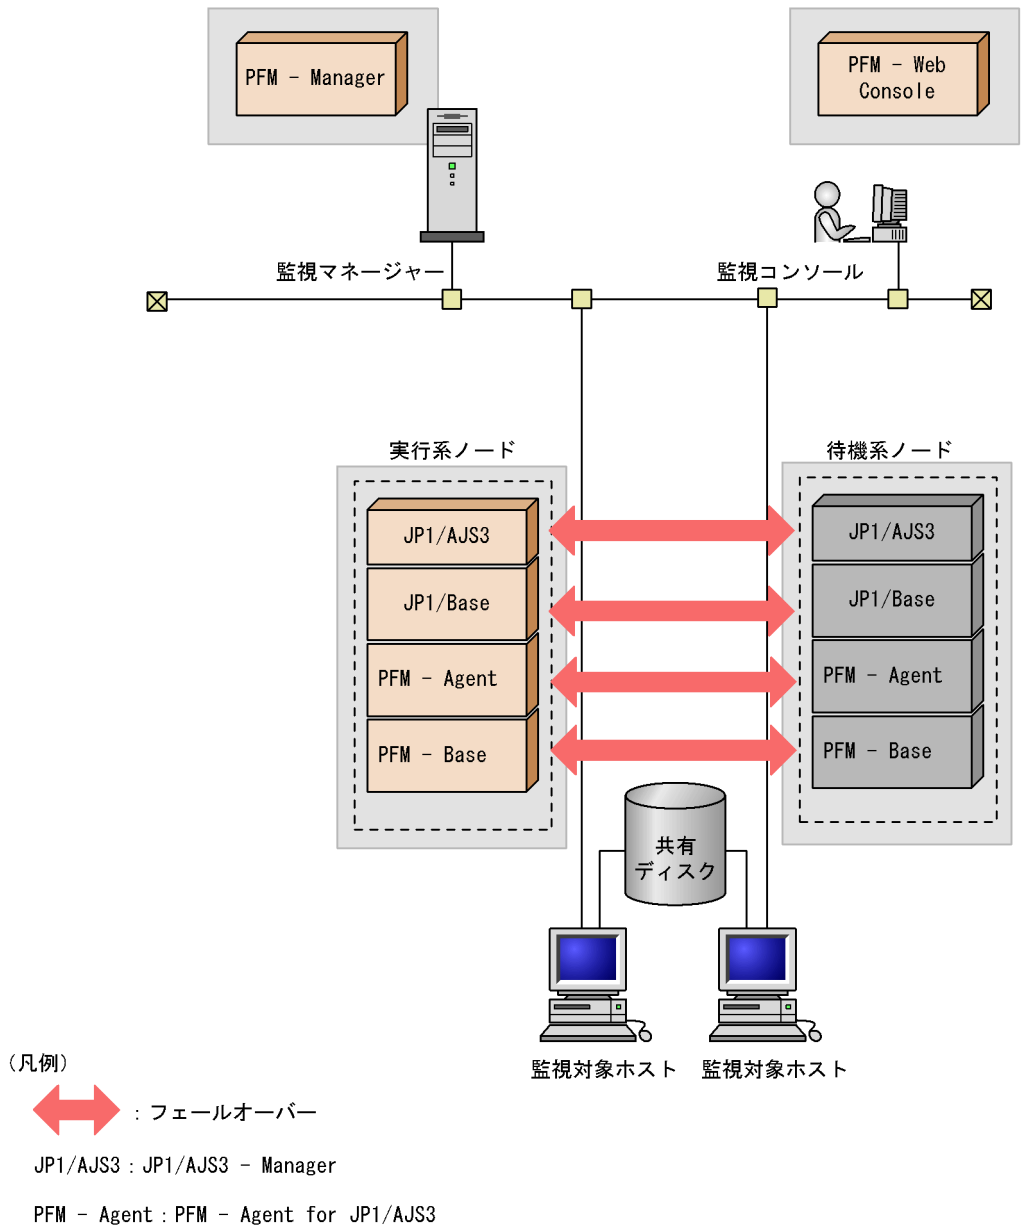 PFM － Manager
PFM － Web
Console
監視マネージャー
監視コンソール
実行系ノード
待機系ノード
JP1/AJS3
JP1/AJS3
JP1/Base
JP1/Base
PFM － Agent
PFM － Agent
PFM － Base
PFM － Base
共有
ディスク
監視対象ホスト
監視対象ホスト
（凡例）
：フェールオーバー
JP1/AJS3：JP1/AJS3 － Manager
PFM － Agent：PFM － Agent for JP1/AJS3